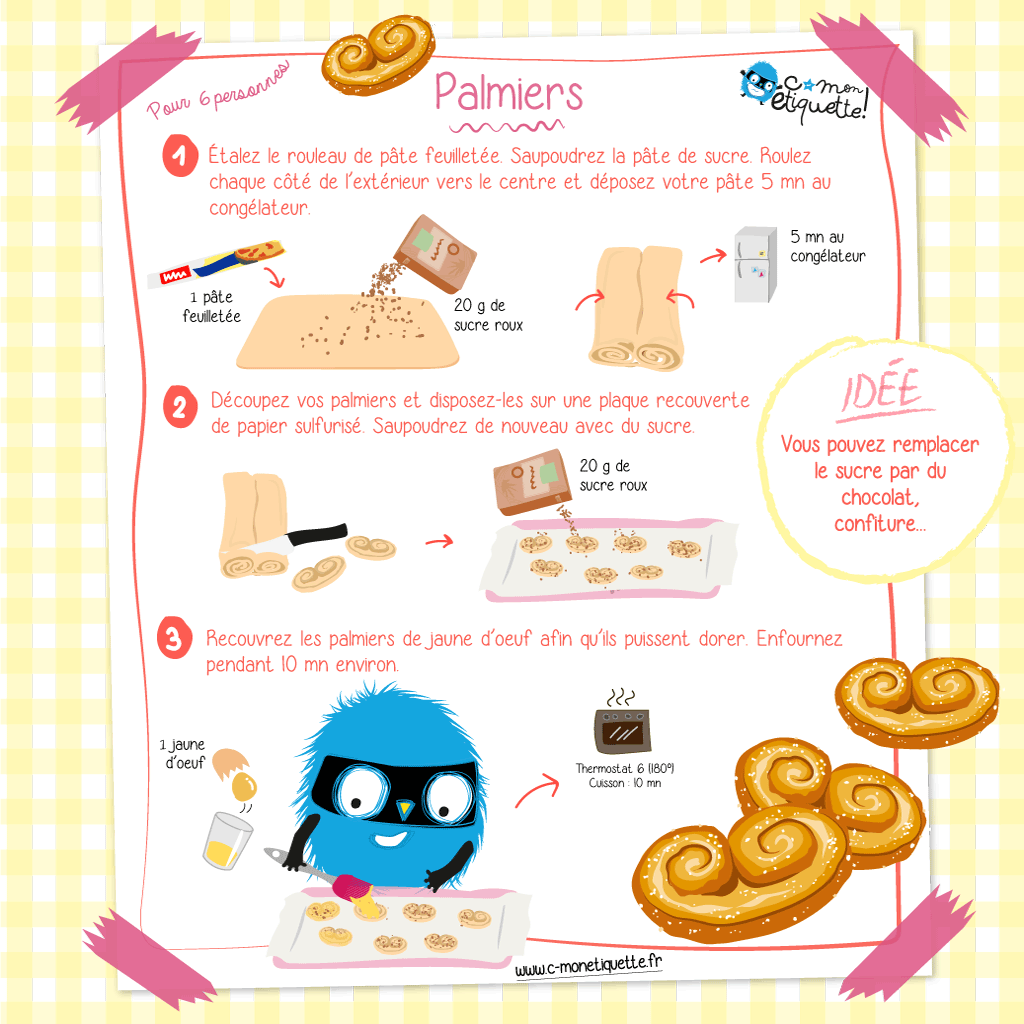 Pour 6 personnes
Palmiers
C mon
étiquette!
1
Étalez le rouleau de pâte feuilletée. Saupoudrez la pâte de sucre. Roulez
chaque côté de l'extérieur vers le centre et déposez votre pâte 5 mn au
congélateur.
1 pâte
feuilletée
20 g de
sucre roux
5 mn au
congélateur
2
Découpez vos palmiers et disposez-les sur une plaque recouverte
de papier sulfurisé. Saupoudrez de nouveau avec du sucre.
20 g de
sucre roux
IDÉE
Vous pouvez remplacer
le sucre par du
chocolat,
confiture...
3
Recouvrez les palmiers de jaune d'oeuf afin qu'ils puissent dorer. Enfournez
pendant 10 mn environ.
1 jaune
d'oeuf
Thermostat 6 (180°)
Cuisson : 10 mn
www.c-monetiquette.fr